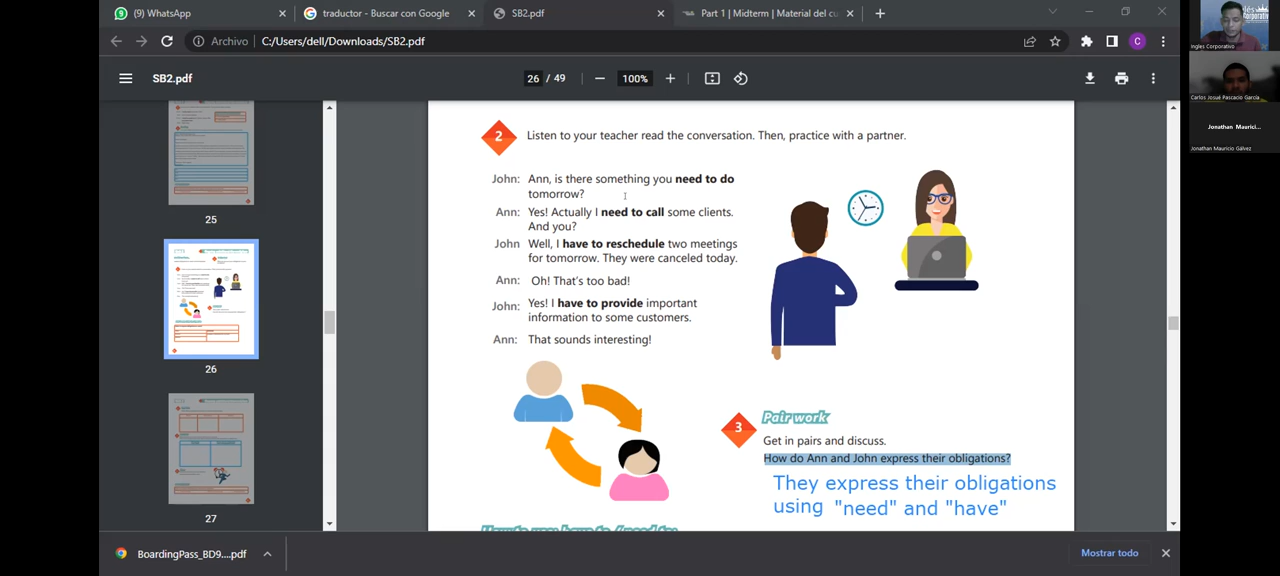 (9) WhatsApp
traductor - Buscar con Google
SB2.pdf
Part 1 | Midterm | Material del cu
Archivo
C:/Users/dell/Downloads/SB2.pdf
C
SB2.pdf
26 / 49
100%
25
26
27
2
Listen to your teacher read the conversation. Then, practice with a partner.
John: Ann, is there something you need to do
tomorrow?
Ann: Yes! Actually I need to call some clients.
And you?
John Well, I have to reschedule two meetings
for tomorrow. They were canceled today.
Ann: Oh! That's too bad!
John: Yes! I have to provide important
information to some customers.
Ann: That sounds interesting!
3
Pair work
Get in pairs and discuss.
How do Ann and John express their obligations?
They express their obligations
using "need" and "have"
BoardingPass_BD9....pdf
Mostrar todo
Ingles Corporativo
Carlos Josué Pascacio García
Jonathan Maurici...
Jonathan Mauricio Gálvez